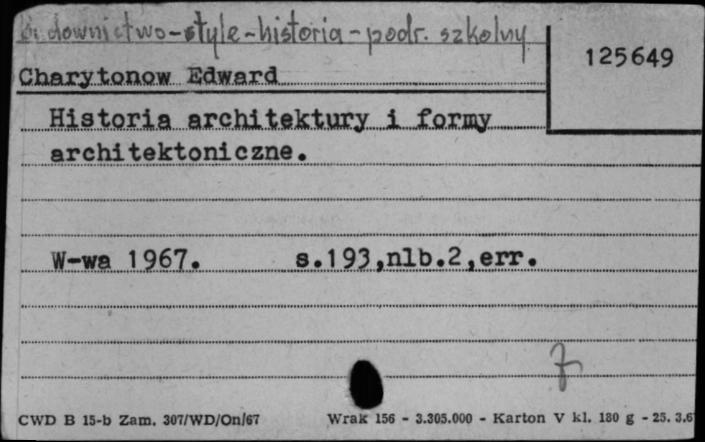 Budownictwo-style-historia-podr. szkolny
125649
Charytonow Edward
Historia architektury i formy
architektoniczne.
W-wa 1967. s.193,nlb.2,err.
CWD B 15-b Zam. 307/WD/On/67 Wrak 156 - 3.305.000 - Karton V kl. 180 g - 25. 3.6